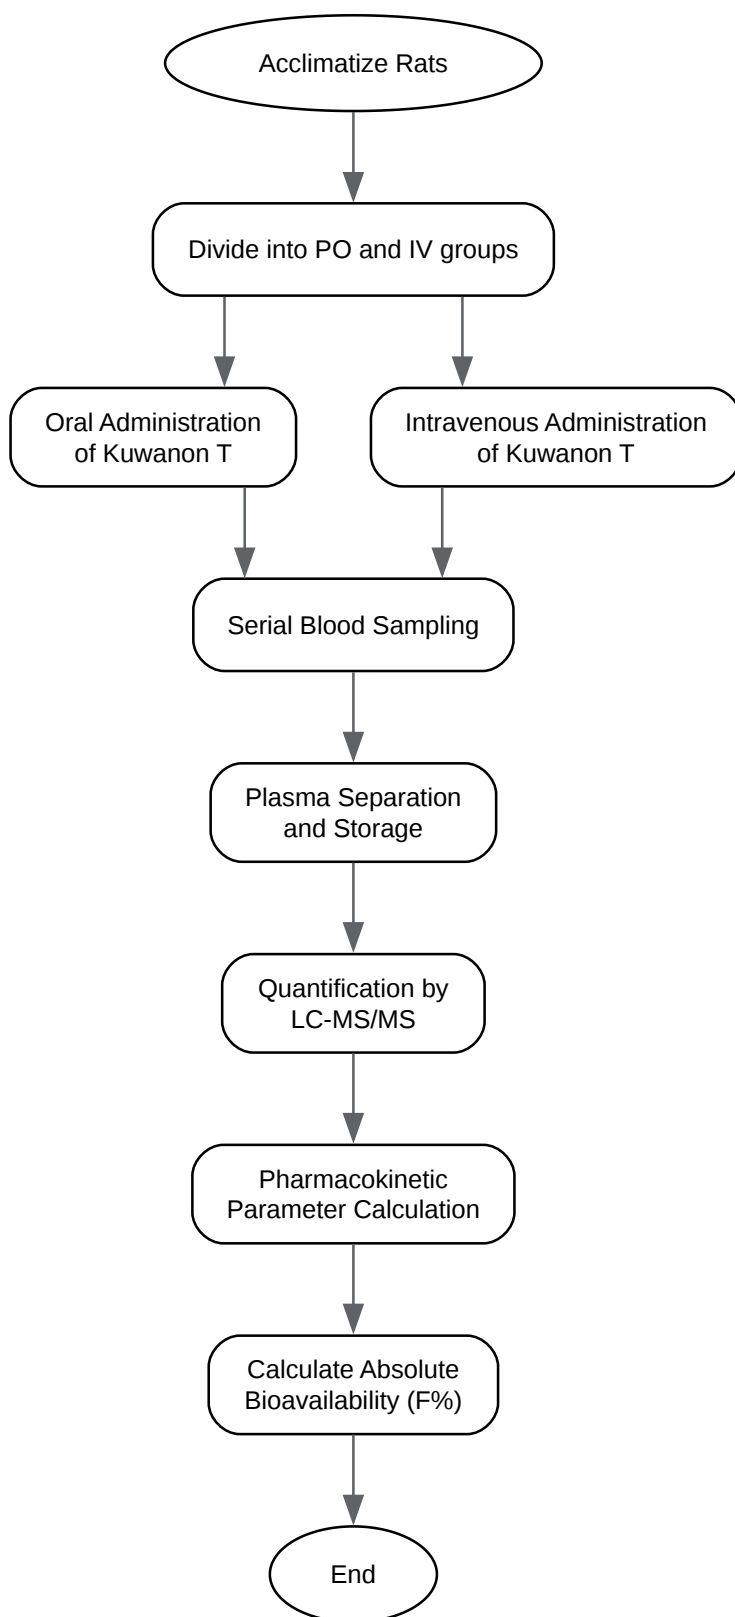 Acclimatize Rats
Divide into PO and IV groups
Oral Administration
of Kuwanon T
Intravenous Administration
of Kuwanon T
Serial Blood Sampling
Plasma Separation
and Storage
Quantification by
LC-MS/MS
Pharmacokinetic
Parameter Calculation
Calculate Absolute
Bioavailability (F%)
End